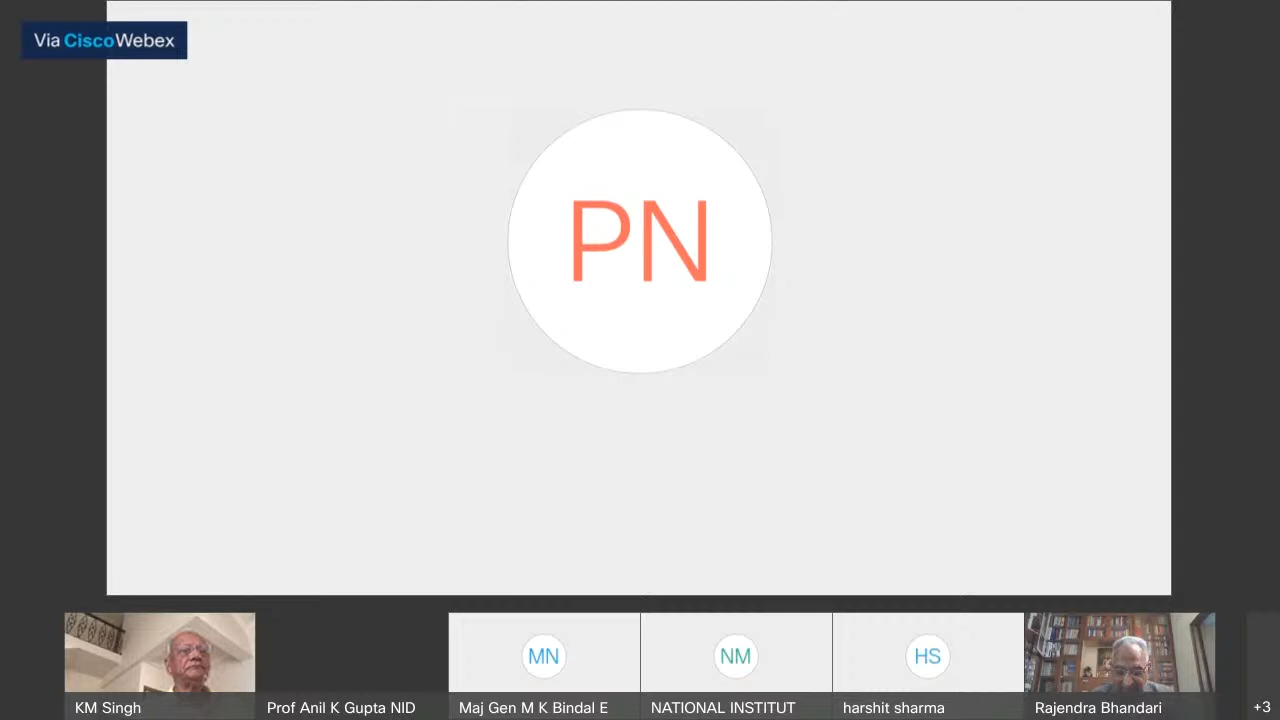 Via CiscoWebex
PN
MN
NM
HS
KM Singh
Prof Anil K Gupta NID
Maj Gen M K Bindal E
NATIONAL INSTITUT
harshit sharma
Rajendra Bhandari
+3